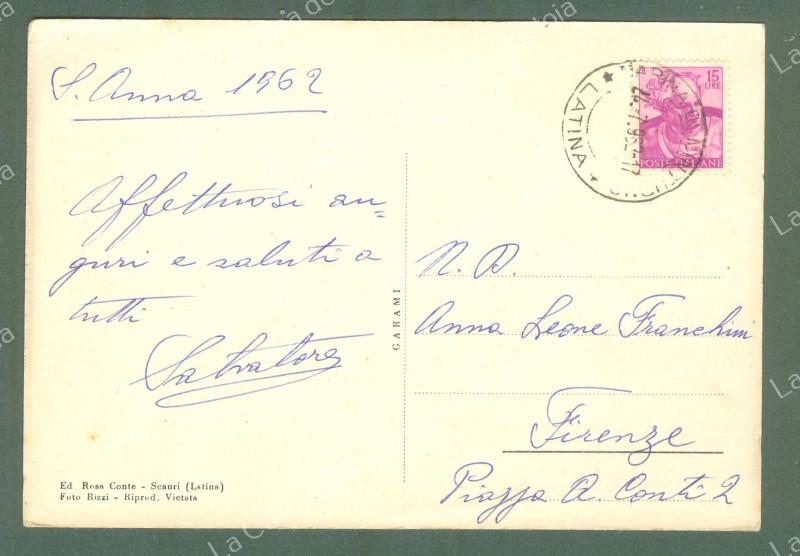 S. Anna 1962
Affettuosi au=
guri e saluti a
tutti
Salvatore
Ed Rosa Conte - Scauri (Latina)
Foto Rizzi - Riprod. Vietata
GARAMI
15
LIRE
POSTE ITALIANE
LATINA
N. D.
Anna Leone Franchini
Firenze
Piazza A. Conti 2